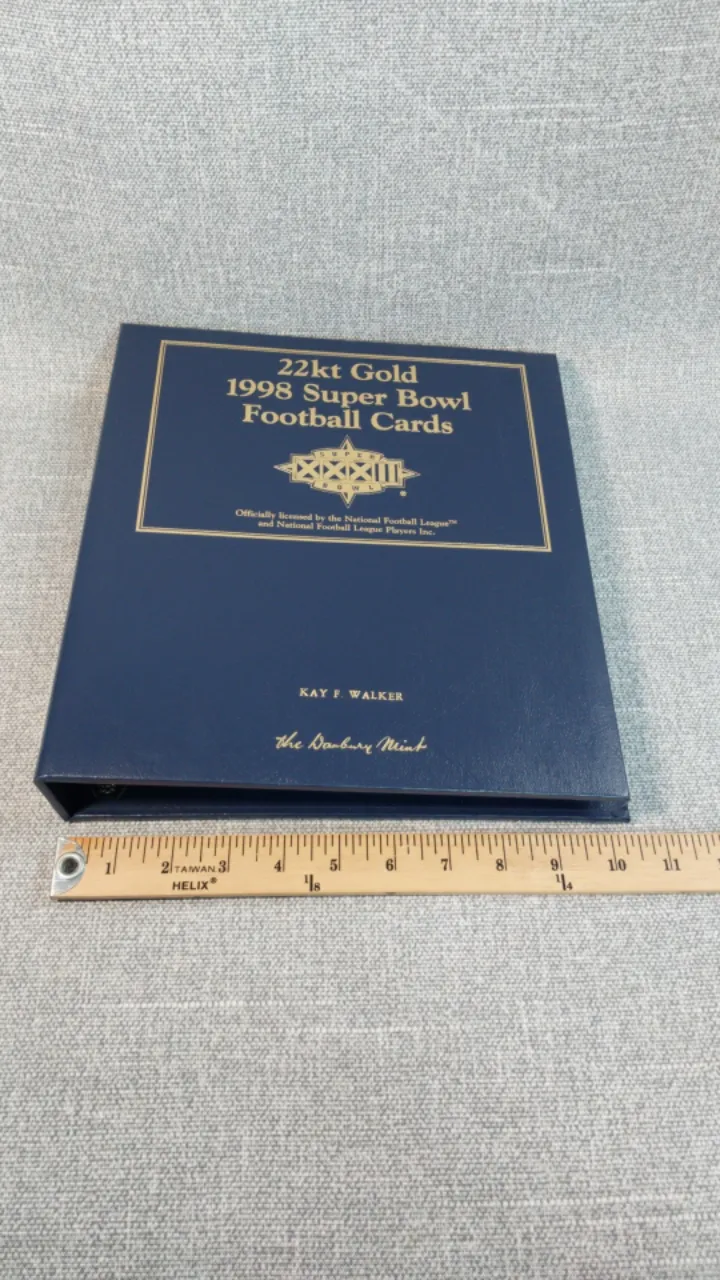 22kt Gold
1998 Super Bowl
Football Cards
SUPER
XXXIII
BOWL
®
Officially licensed by the National Football League™
and National Football League Players Inc.
KAY F. WALKER
The Danbury Mint
1 2 TAIWAN 3 4 5 6 7 8 9 10 11
HELIX® 1/8 1/4